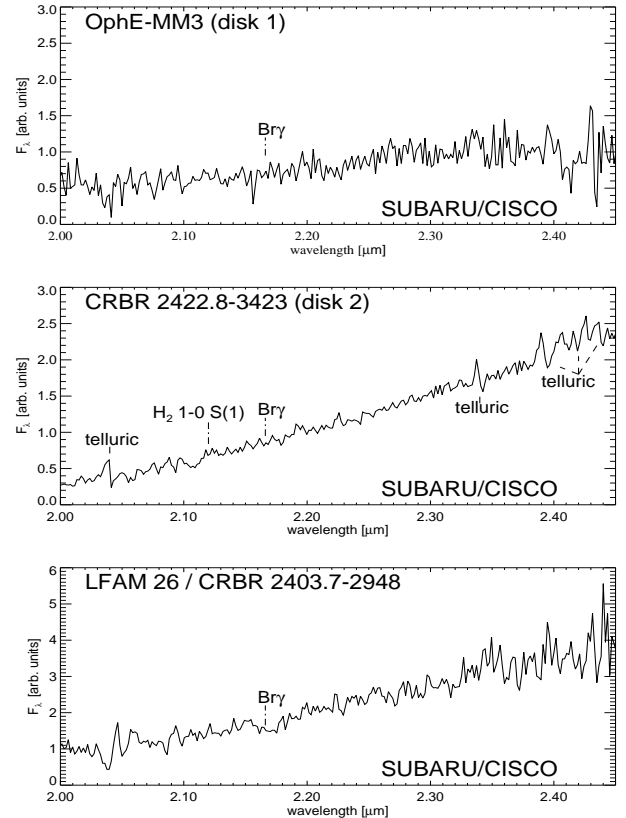 OphE-MM3 (disk 1)
3.0
2.5
2.0
1.5
1.0
0.5
0.0
Fλ [arb. units]
Brγ
SUBARU/CISCO
2.00 2.10 2.20 2.30 2.40
wavelength [μm]
CRBR 2422.8-3423 (disk 2)
3.0
2.5
2.0
1.5
1.0
0.5
0.0
Fλ [arb. units]
telluric
H2 1-0 S(1)
Brγ
telluric
telluric
SUBARU/CISCO
2.00 2.10 2.20 2.30 2.40
wavelength [μm]
LFAM 26 / CRBR 2403.7-2948
6
5
4
3
2
1
0
Fλ [arb. units]
Brγ
SUBARU/CISCO
2.00 2.10 2.20 2.30 2.40
wavelength [μm]